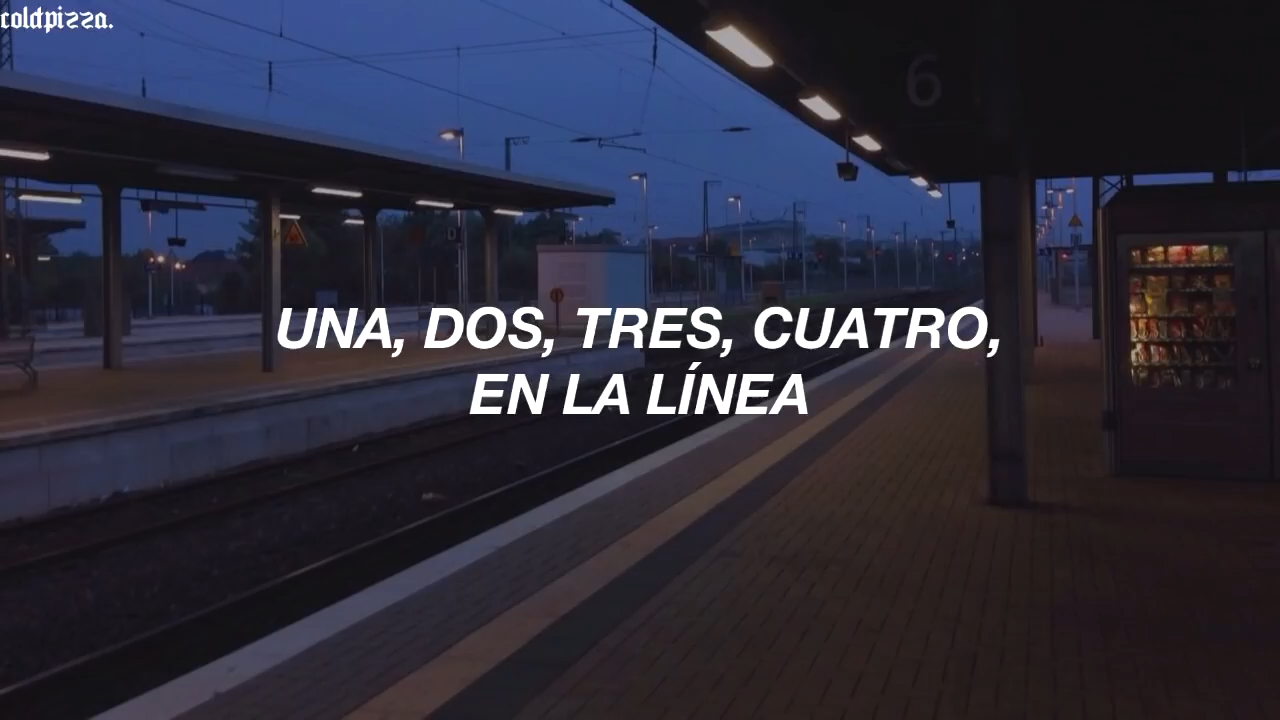 coldpizza.
6
UNA, DOS, TRES, CUATRO,
EN LA LÍNEA